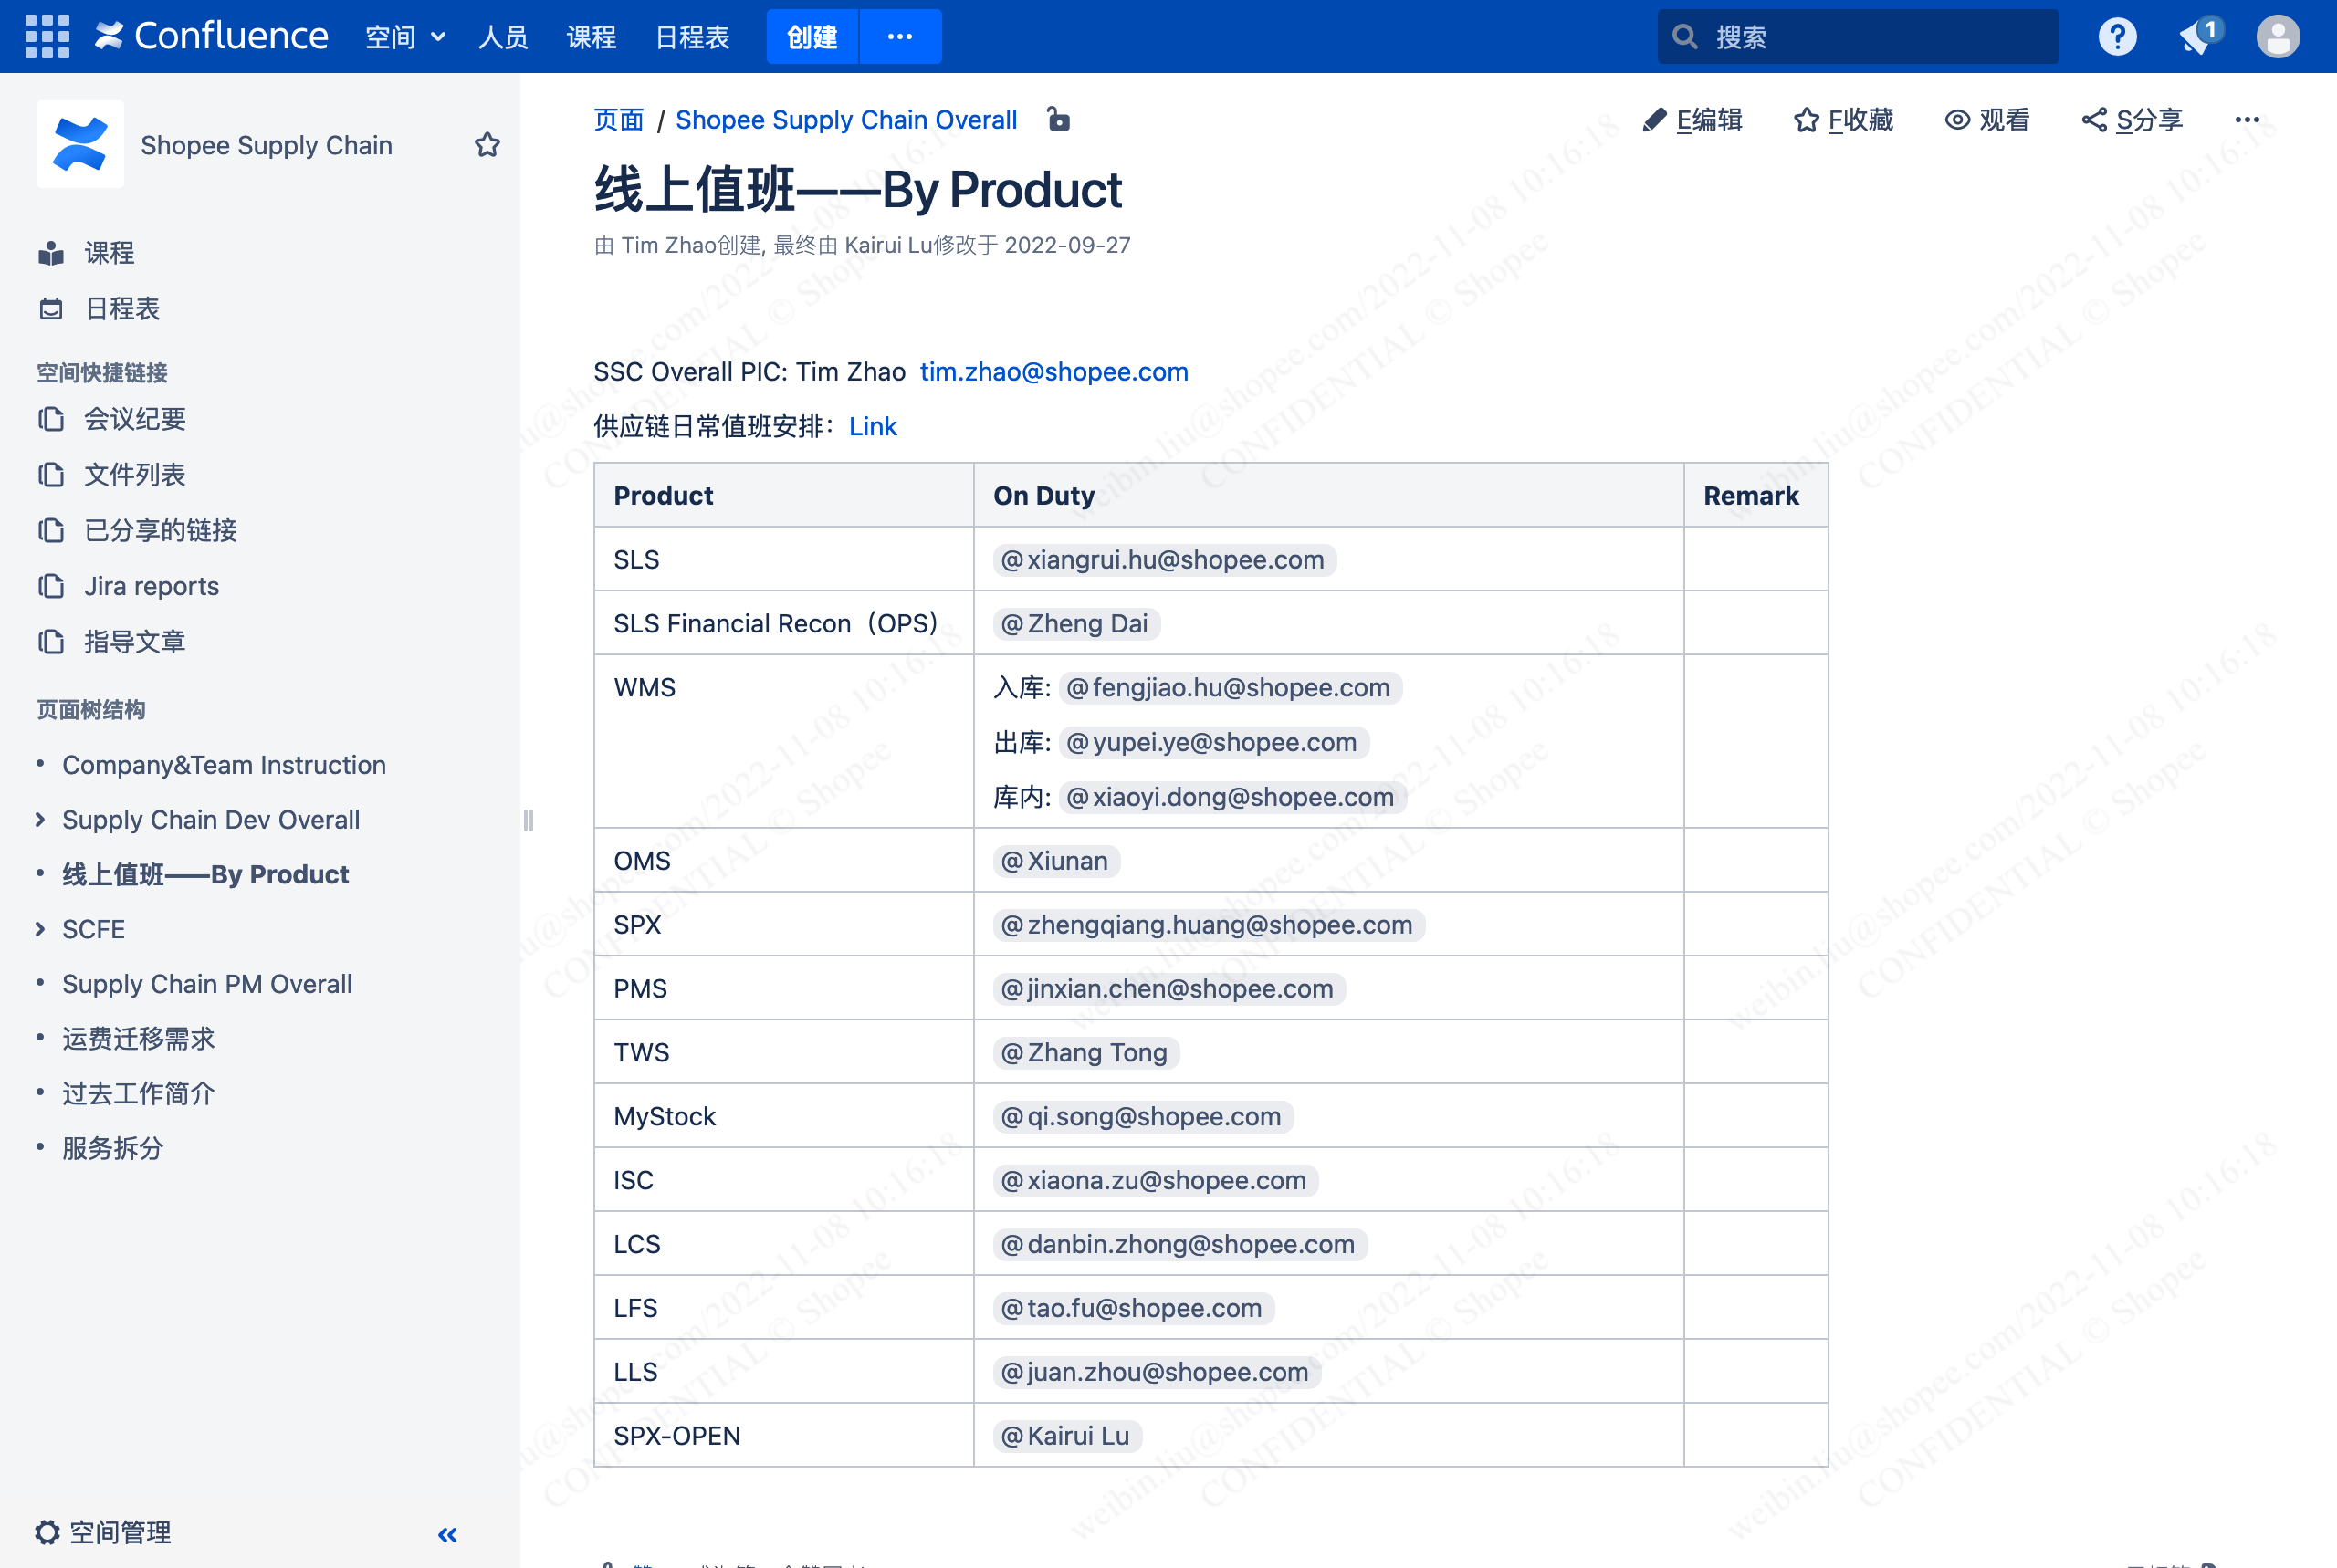 Confluence 空间 人员 课程 日程表 创建 ··· 搜索 ? 1
Shopee Supply Chain
课程
日程表
空间快捷链接
会议纪要
文件列表
已分享的链接
Jira reports
指导文章
页面树结构
Company&Team Instruction
Supply Chain Dev Overall
线上值班——By Product
SCFE
Supply Chain PM Overall
运费迁移需求
过去工作简介
服务拆分
空间管理
页面 / Shopee Supply Chain Overall
E编辑 F收藏 观看 S分享 ···
线上值班——By Product
由 Tim Zhao创建, 最终由 Kairui Lu修改于 2022-09-27
SSC Overall PIC: Tim Zhao tim.zhao@shopee.com
供应链日常值班安排： Link
Product On Duty Remark
SLS @xiangrui.hu@shopee.com
SLS Financial Recon（OPS） @Zheng Dai
WMS 入库: @fengjiao.hu@shopee.com
出库: @yupei.ye@shopee.com
库内: @xiaoyi.dong@shopee.com
OMS @Xiunan
SPX @zhengqiang.huang@shopee.com
PMS @jinxian.chen@shopee.com
TWS @Zhang Tong
MyStock @qi.song@shopee.com
ISC @xiaona.zu@shopee.com
LCS @danbin.zhong@shopee.com
LFS @tao.fu@shopee.com
LLS @juan.zhou@shopee.com
SPX-OPEN @Kairui Lu
weibin.liu@shopee.com/2022-11-08 10:16:18
CONFIDENTIAL © Shopee